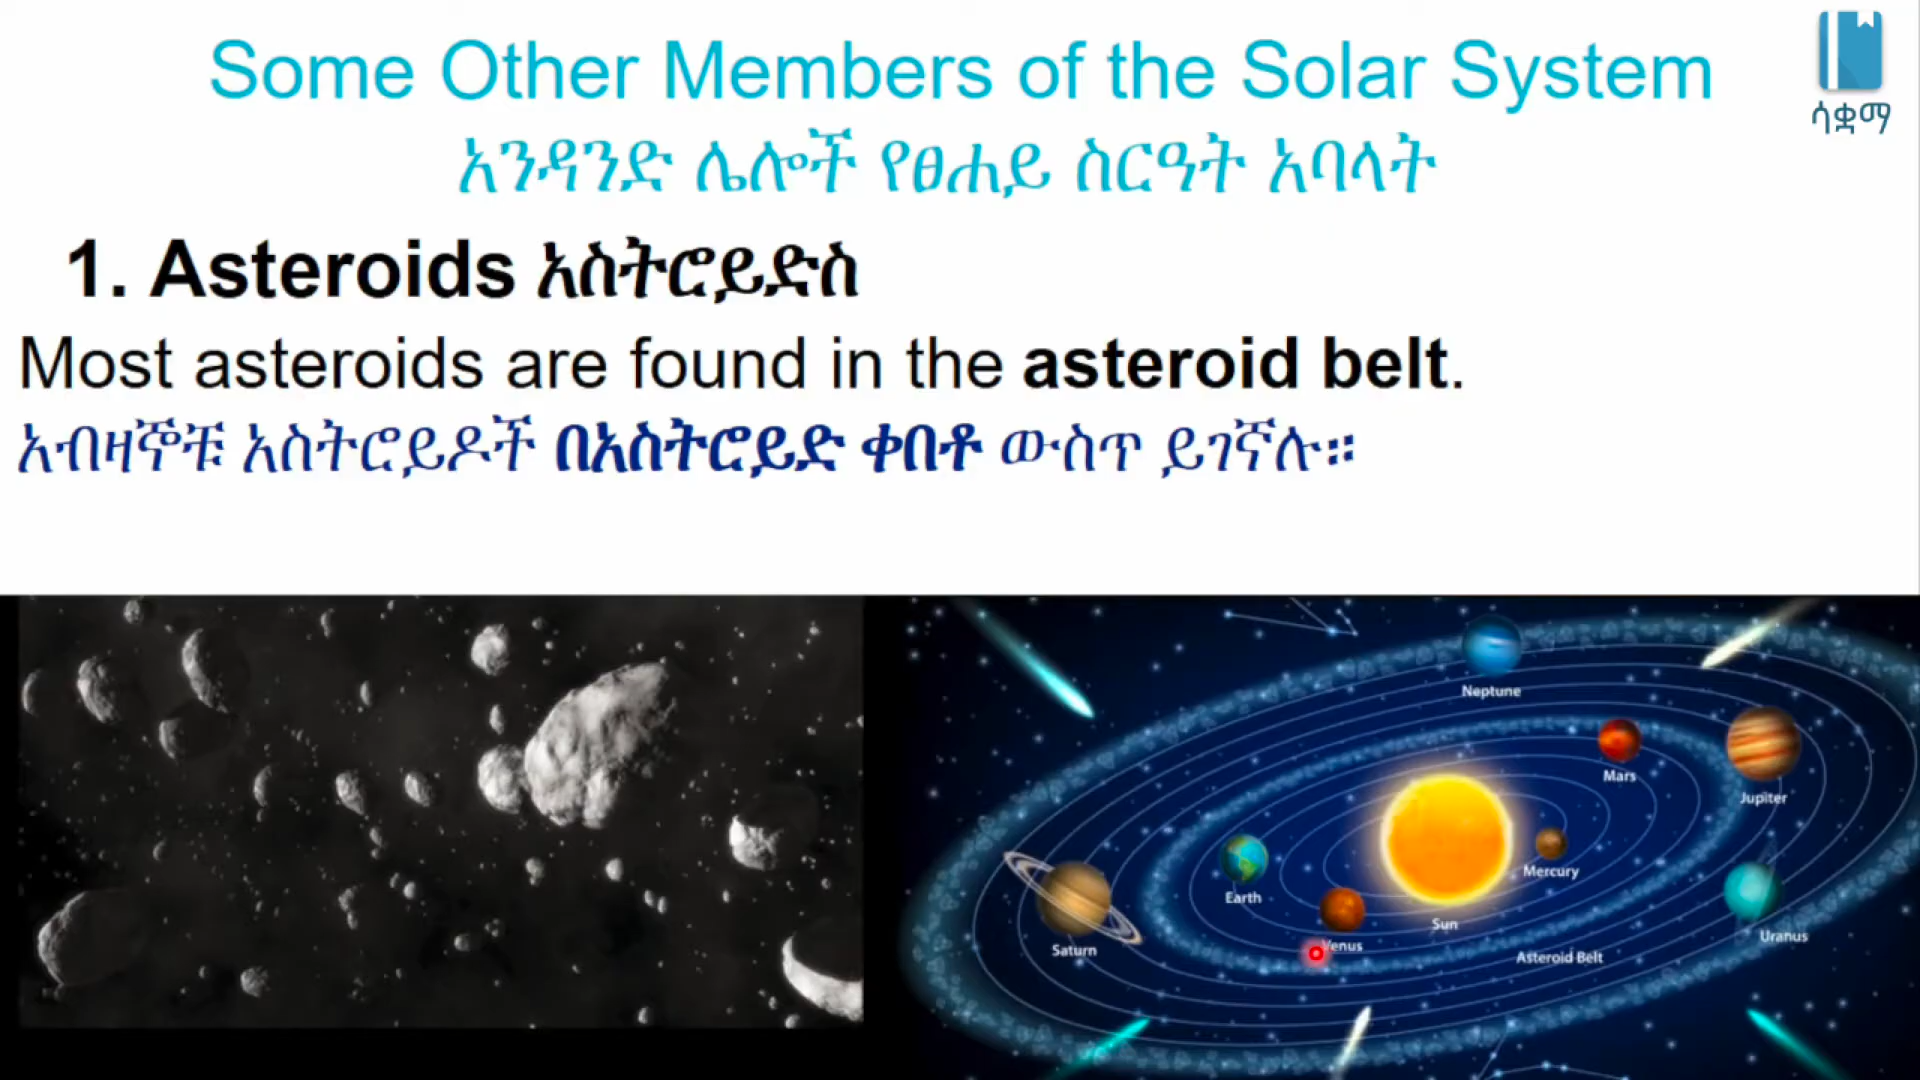 Some Other Members of the Solar System
ሳቋማ
አንዳንድ ሌሎች የፀሐይ ስርዓት አባላት
1. Asteroids አስትሮይድስ
Most asteroids are found in the asteroid belt.
አብዛኞቹ አስትሮይዶች በአስትሮይድ ቀበቶ ውስጥ ይገኛሉ።
Neptune
Mars
Jupiter
Mercury
Earth
Sun
Venus
Uranus
Saturn
Asteroid Belt